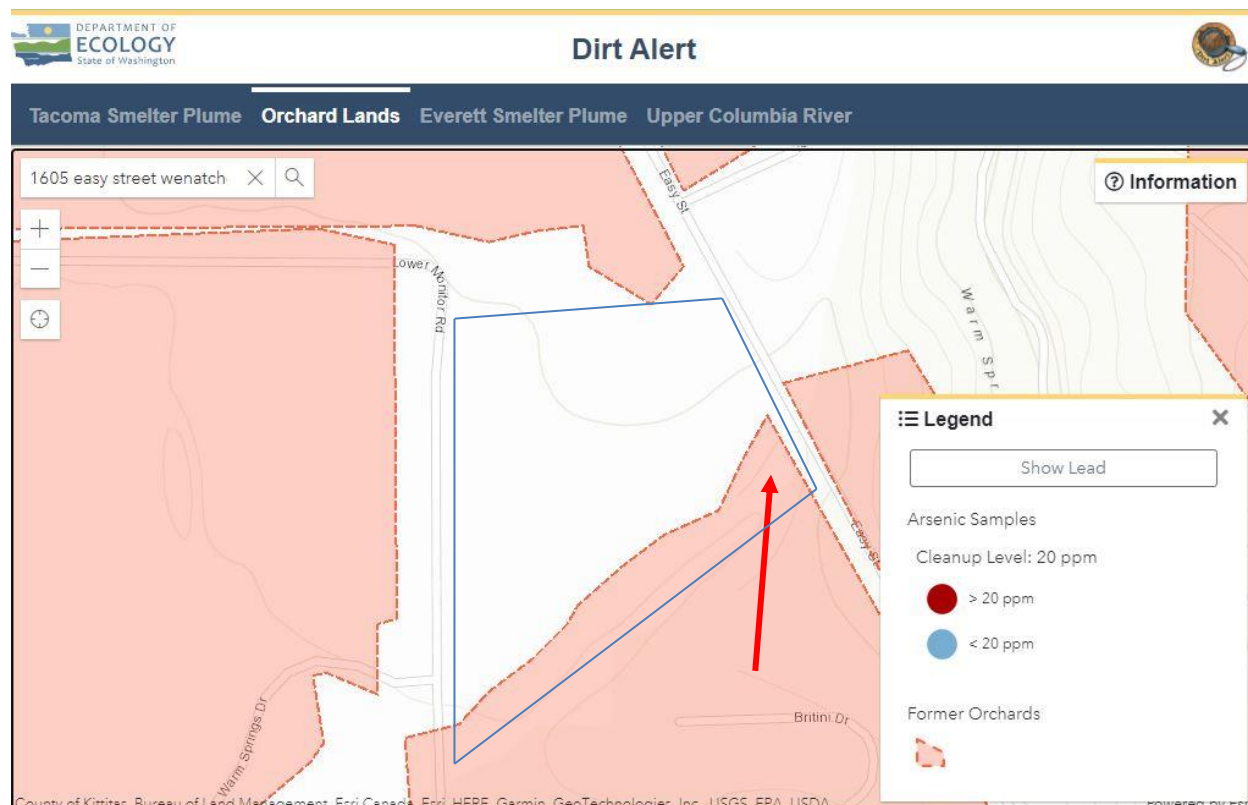 DEPARTMENT OF
ECOLOGY
State of Washington
Dirt Alert
Tacoma Smelter Plume Orchard Lands Everett Smelter Plume Upper Columbia River
1605 easy street wenatch
Information
Easy St
Lower Monitor Rd
Warm Spr
Legend
Show Lead
Arsenic Samples
Cleanup Level: 20 ppm
> 20 ppm
< 20 ppm
Easy St
Former Orchards
Britini Dr
Warm Springs Dr
County of Kittitas, Bureau of Land Management, Esri Canada, Esri, HERE, Garmin, GeoTechnologies, Inc., USGS, EPA, USDA
Powered by